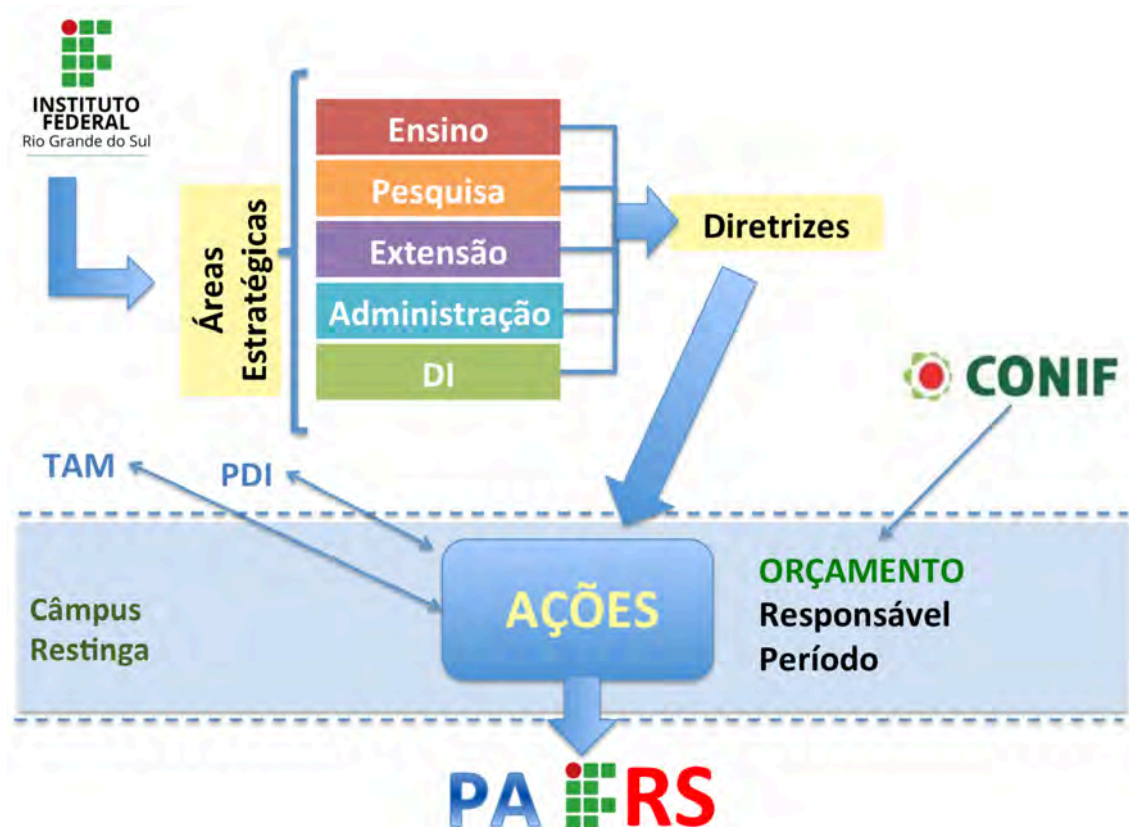 INSTITUTO
FEDERAL
Rio Grande do Sul
Áreas
Estratégicas
Ensino
Pesquisa
Extensão
Administração
DI
Diretrizes
CONIF
TAM
PDI
Câmpus
Restinga
AÇÕES
ORÇAMENTO
Responsável
Período
PA IFRS